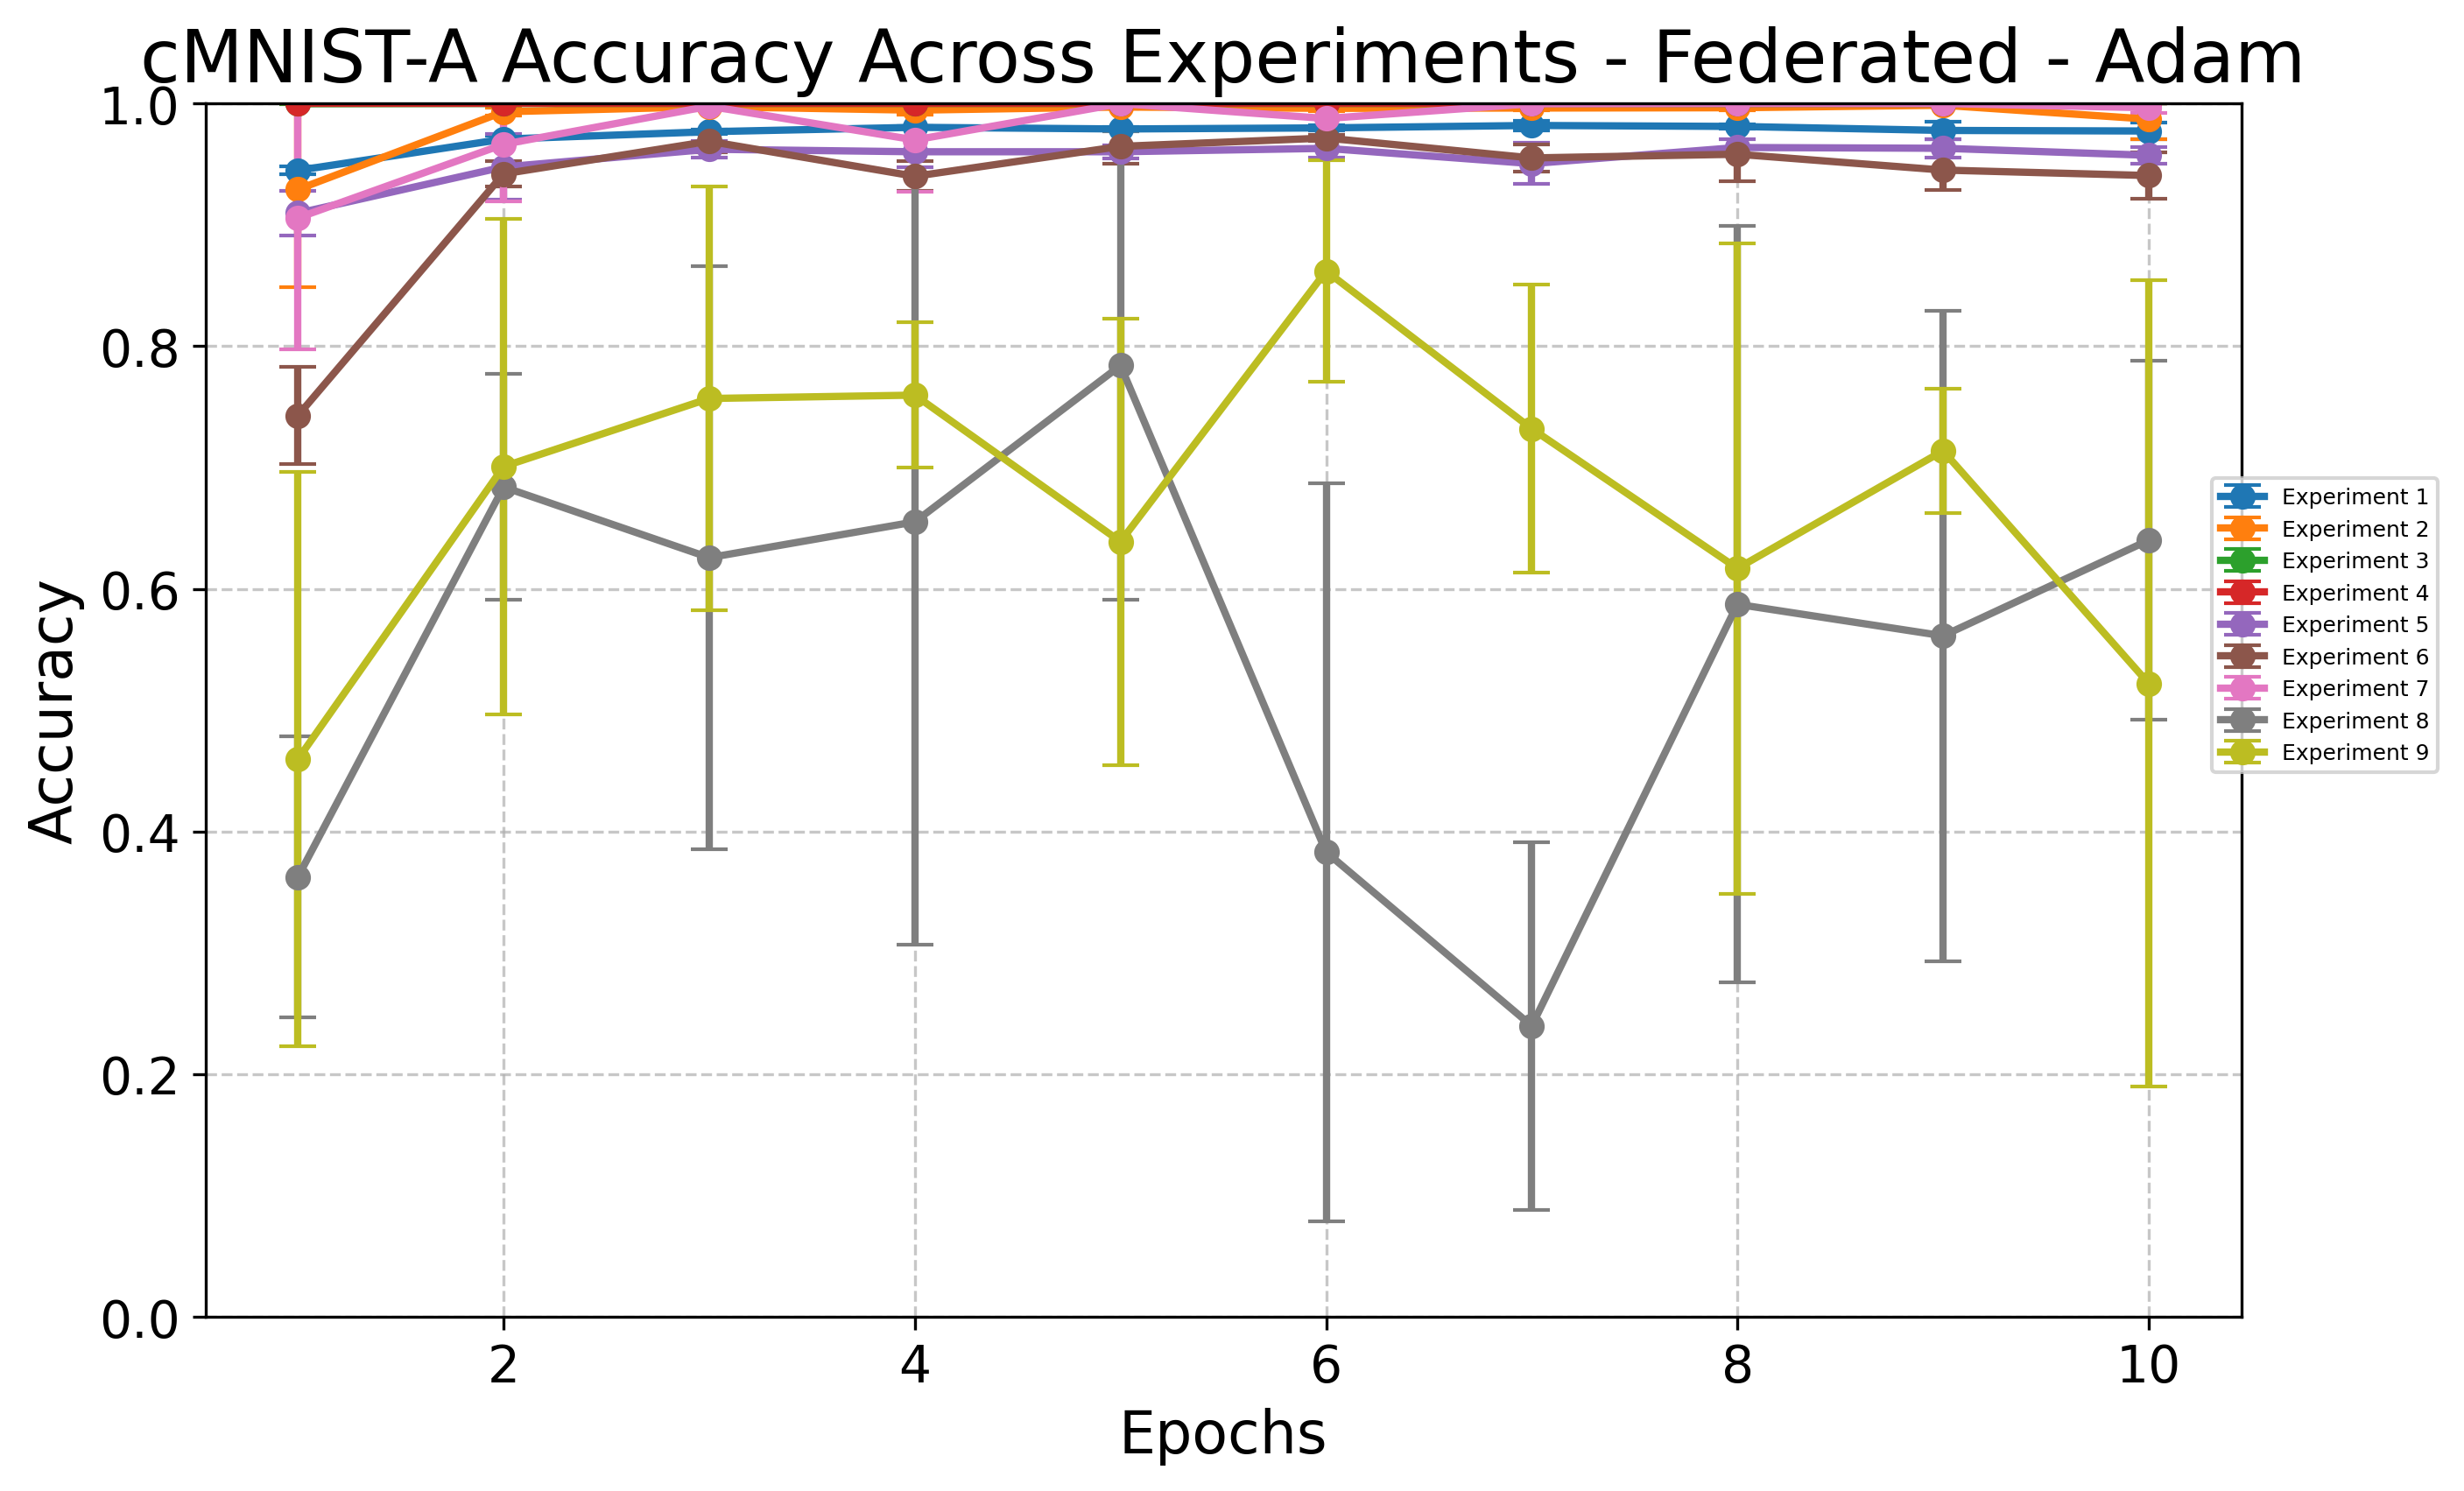 cMNIST-A Accuracy Across Experiments - Federated - Adam
1.0
0.8
0.6
0.4
0.2
0.0
Accuracy
2 4 6 8 10
Epochs
Experiment 1
Experiment 2
Experiment 3
Experiment 4
Experiment 5
Experiment 6
Experiment 7
Experiment 8
Experiment 9